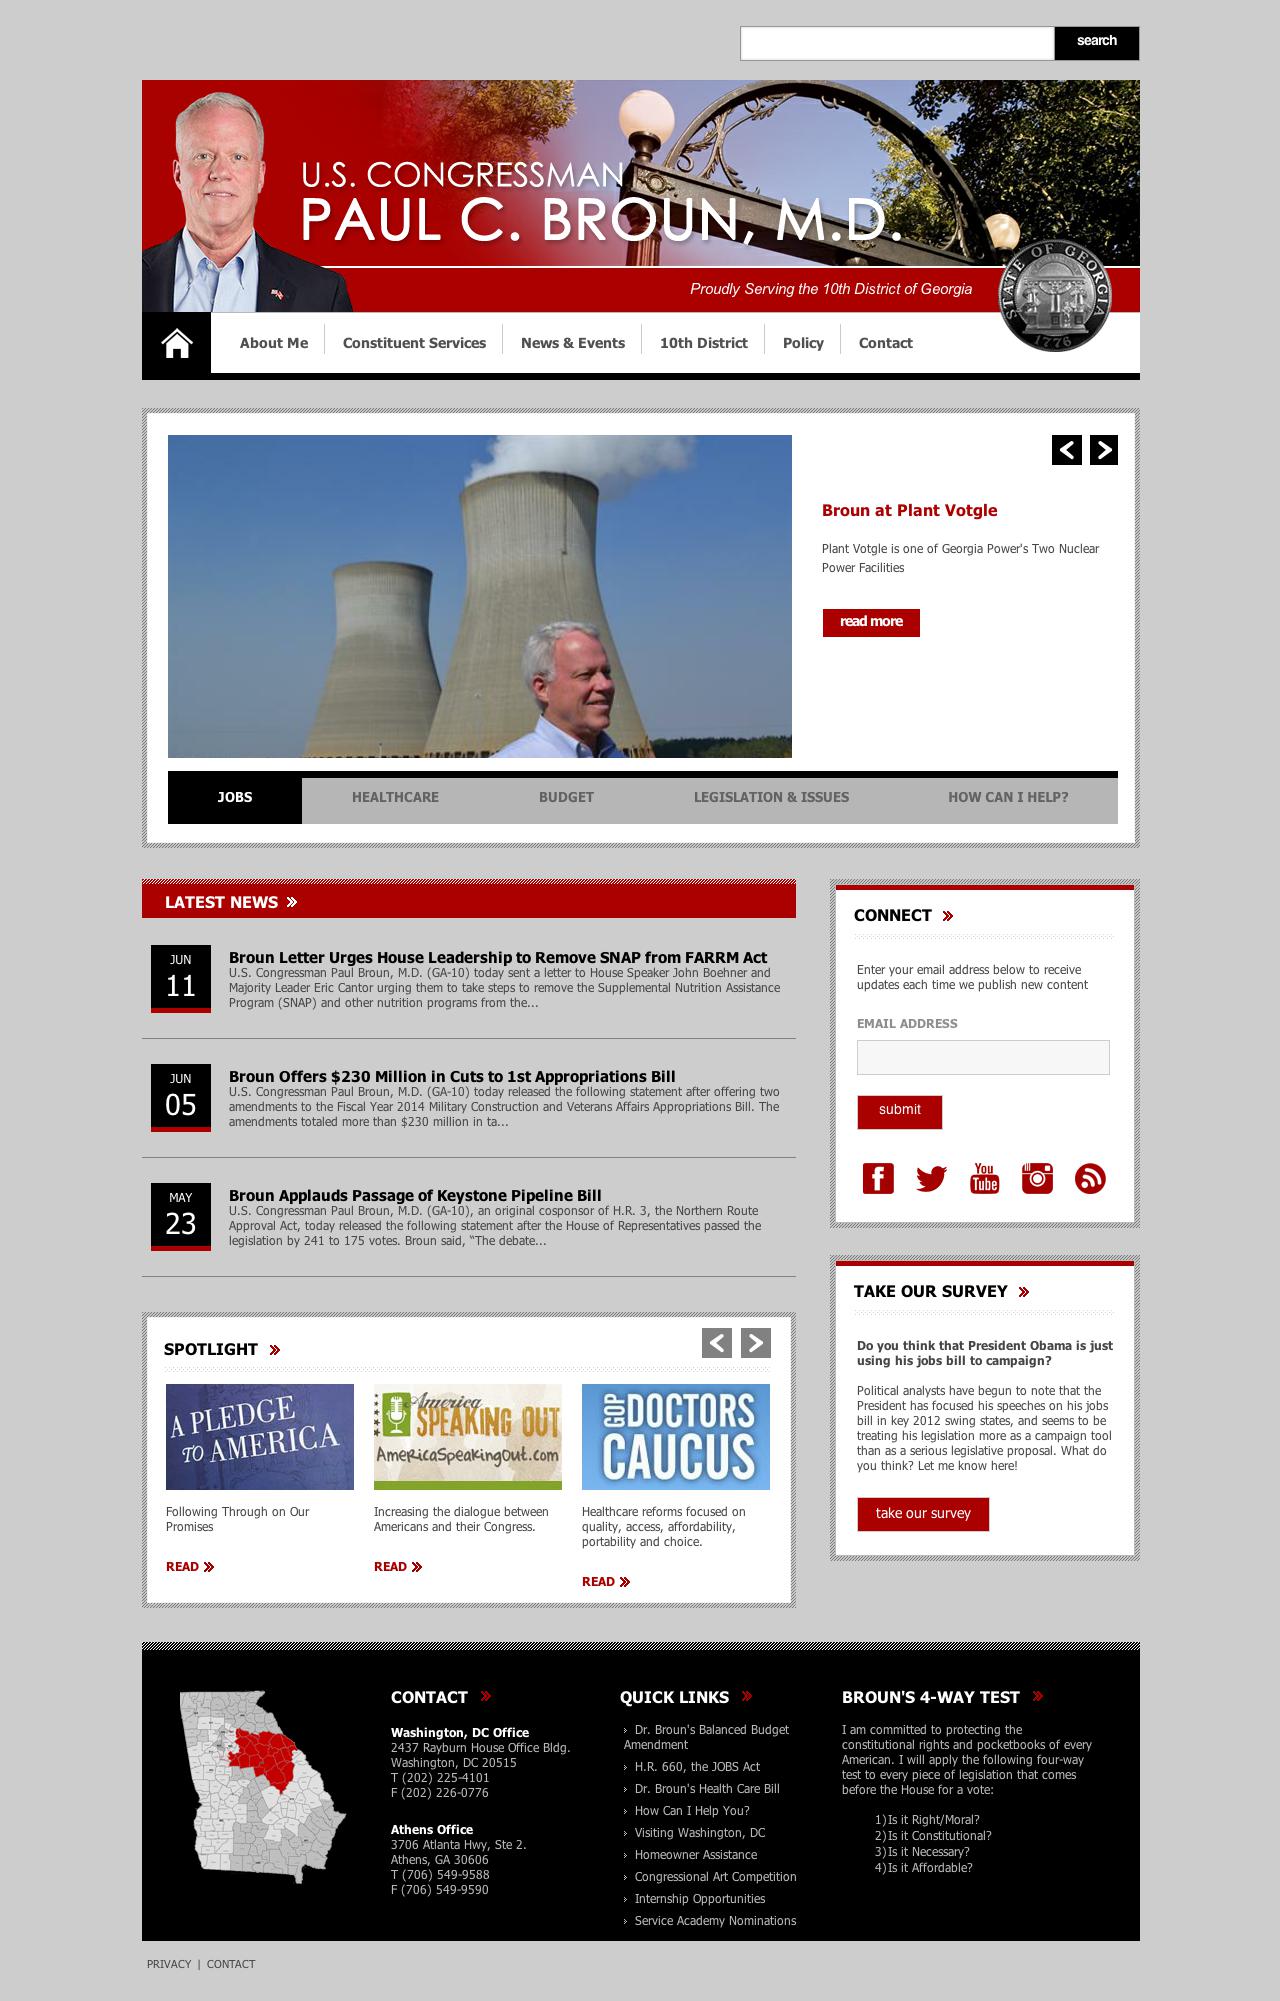 search
U.S. CONGRESSMAN
PAUL C. BROUN, M.D.
Proudly Serving the 10th District of Georgia
STATE OF GEORGIA
1776
About Me
Constituent Services
News & Events
10th District
Policy
Contact
Broun at Plant Votgle
Plant Votgle is one of Georgia Power's Two Nuclear
Power Facilities
read more
JOBS
HEALTHCARE
BUDGET
LEGISLATION & ISSUES
HOW CAN I HELP?
LATEST NEWS
JUN
11
Broun Letter Urges House Leadership to Remove SNAP from FARRM Act
U.S. Congressman Paul Broun, M.D. (GA-10) today sent a letter to House Speaker John Boehner and
Majority Leader Eric Cantor urging them to take steps to remove the Supplemental Nutrition Assistance
Program (SNAP) and other nutrition programs from the...
JUN
05
Broun Offers $230 Million in Cuts to 1st Appropriations Bill
U.S. Congressman Paul Broun, M.D. (GA-10) today released the following statement after offering two
amendments to the Fiscal Year 2014 Military Construction and Veterans Affairs Appropriations Bill. The
amendments totaled more than $230 million in ta...
MAY
23
Broun Applauds Passage of Keystone Pipeline Bill
U.S. Congressman Paul Broun, M.D. (GA-10), an original cosponsor of H.R. 3, the Northern Route
Approval Act, today released the following statement after the House of Representatives passed the
legislation by 241 to 175 votes. Broun said, “The debate...
CONNECT
Enter your email address below to receive
updates each time we publish new content
EMAIL ADDRESS
submit
You
Tube
TAKE OUR SURVEY
Do you think that President Obama is just
using his jobs bill to campaign?
Political analysts have begun to note that the
President has focused his speeches on his jobs
bill in key 2012 swing states, and seems to be
treating his legislation more as a campaign tool
than as a serious legislative proposal. What do
you think? Let me know here!
take our survey
SPOTLIGHT
A PLEDGE
TO AMERICA
Following Through on Our
Promises
READ
America
SPEAKING OUT
AmericaSpeakingOut.com
Increasing the dialogue between
Americans and their Congress.
READ
GOP
DOCTORS
CAUCUS
Healthcare reforms focused on
quality, access, affordability,
portability and choice.
READ
CONTACT
Washington, DC Office
2437 Rayburn House Office Bldg.
Washington, DC 20515
T (202) 225-4101
F (202) 226-0776
Athens Office
3706 Atlanta Hwy, Ste 2.
Athens, GA 30606
T (706) 549-9588
F (706) 549-9590
QUICK LINKS
Dr. Broun's Balanced Budget
Amendment
H.R. 660, the JOBS Act
Dr. Broun's Health Care Bill
How Can I Help You?
Visiting Washington, DC
Homeowner Assistance
Congressional Art Competition
Internship Opportunities
Service Academy Nominations
BROUN'S 4-WAY TEST
I am committed to protecting the
constitutional rights and pocketbooks of every
American. I will apply the following four-way
test to every piece of legislation that comes
before the House for a vote:
1)Is it Right/Moral?
2)Is it Constitutional?
3)Is it Necessary?
4)Is it Affordable?
PRIVACY | CONTACT